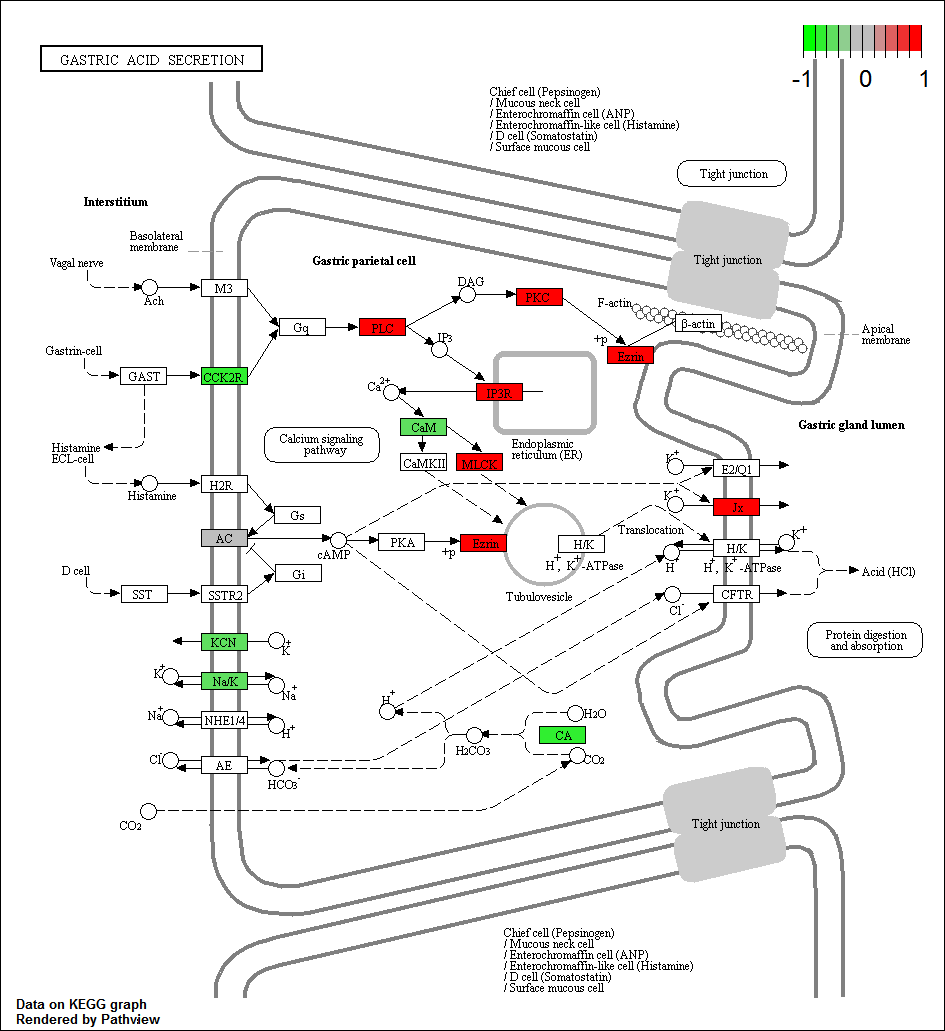 GASTRIC ACID SECRETION
-1 0 1
Chief cell (Pepsinogen)
/ Mucous neck cell
/ Enterochromaffin cell (ANP)
/ Enterochromaffin-like cell (Histamine)
/ D cell (Somatostatin)
/ Surface mucous cell
Tight junction
Interstitium
Basolateral
membrane
Gastric parietal cell
Tight junction
Vagal nerve
Ach
M3
Gq
PLC
DAG
PKC
F-actin
β-actin
+p
Ezrin
Apical
membrane
IP3
Gastrin-cell
GAST
CCK2R
Ca2+
IP3R
Endoplasmic
reticulum (ER)
Gastric gland lumen
CaM
Calcium signaling
pathway
CaMKII
MLCK
Histamine
ECL-cell
Histamine
H2R
Gs
AC
Gi
cAMP
PKA
+p
Ezrin
H/K
H+, K+-ATPase
Tubulovesicle
Translocation
K+
E2/Q1
K+
Jx
H+
H/K
K+
H+, K+-ATPase
Acid (HCl)
Cl-
CFTR
D cell
SST
SSTR2
Protein digestion
and absorption
KCN
K+
K+
Na/K
Na+
Na+
NHE1/4
H+
Cl-
AE
HCO3-
H+
H2CO3
H2O
CA
CO2
CO2
Tight junction
Chief cell (Pepsinogen)
/ Mucous neck cell
/ Enterochromaffin cell (ANP)
/ Enterochromaffin-like cell (Histamine)
/ D cell (Somatostatin)
/ Surface mucous cell
Data on KEGG graph
Rendered by Pathview